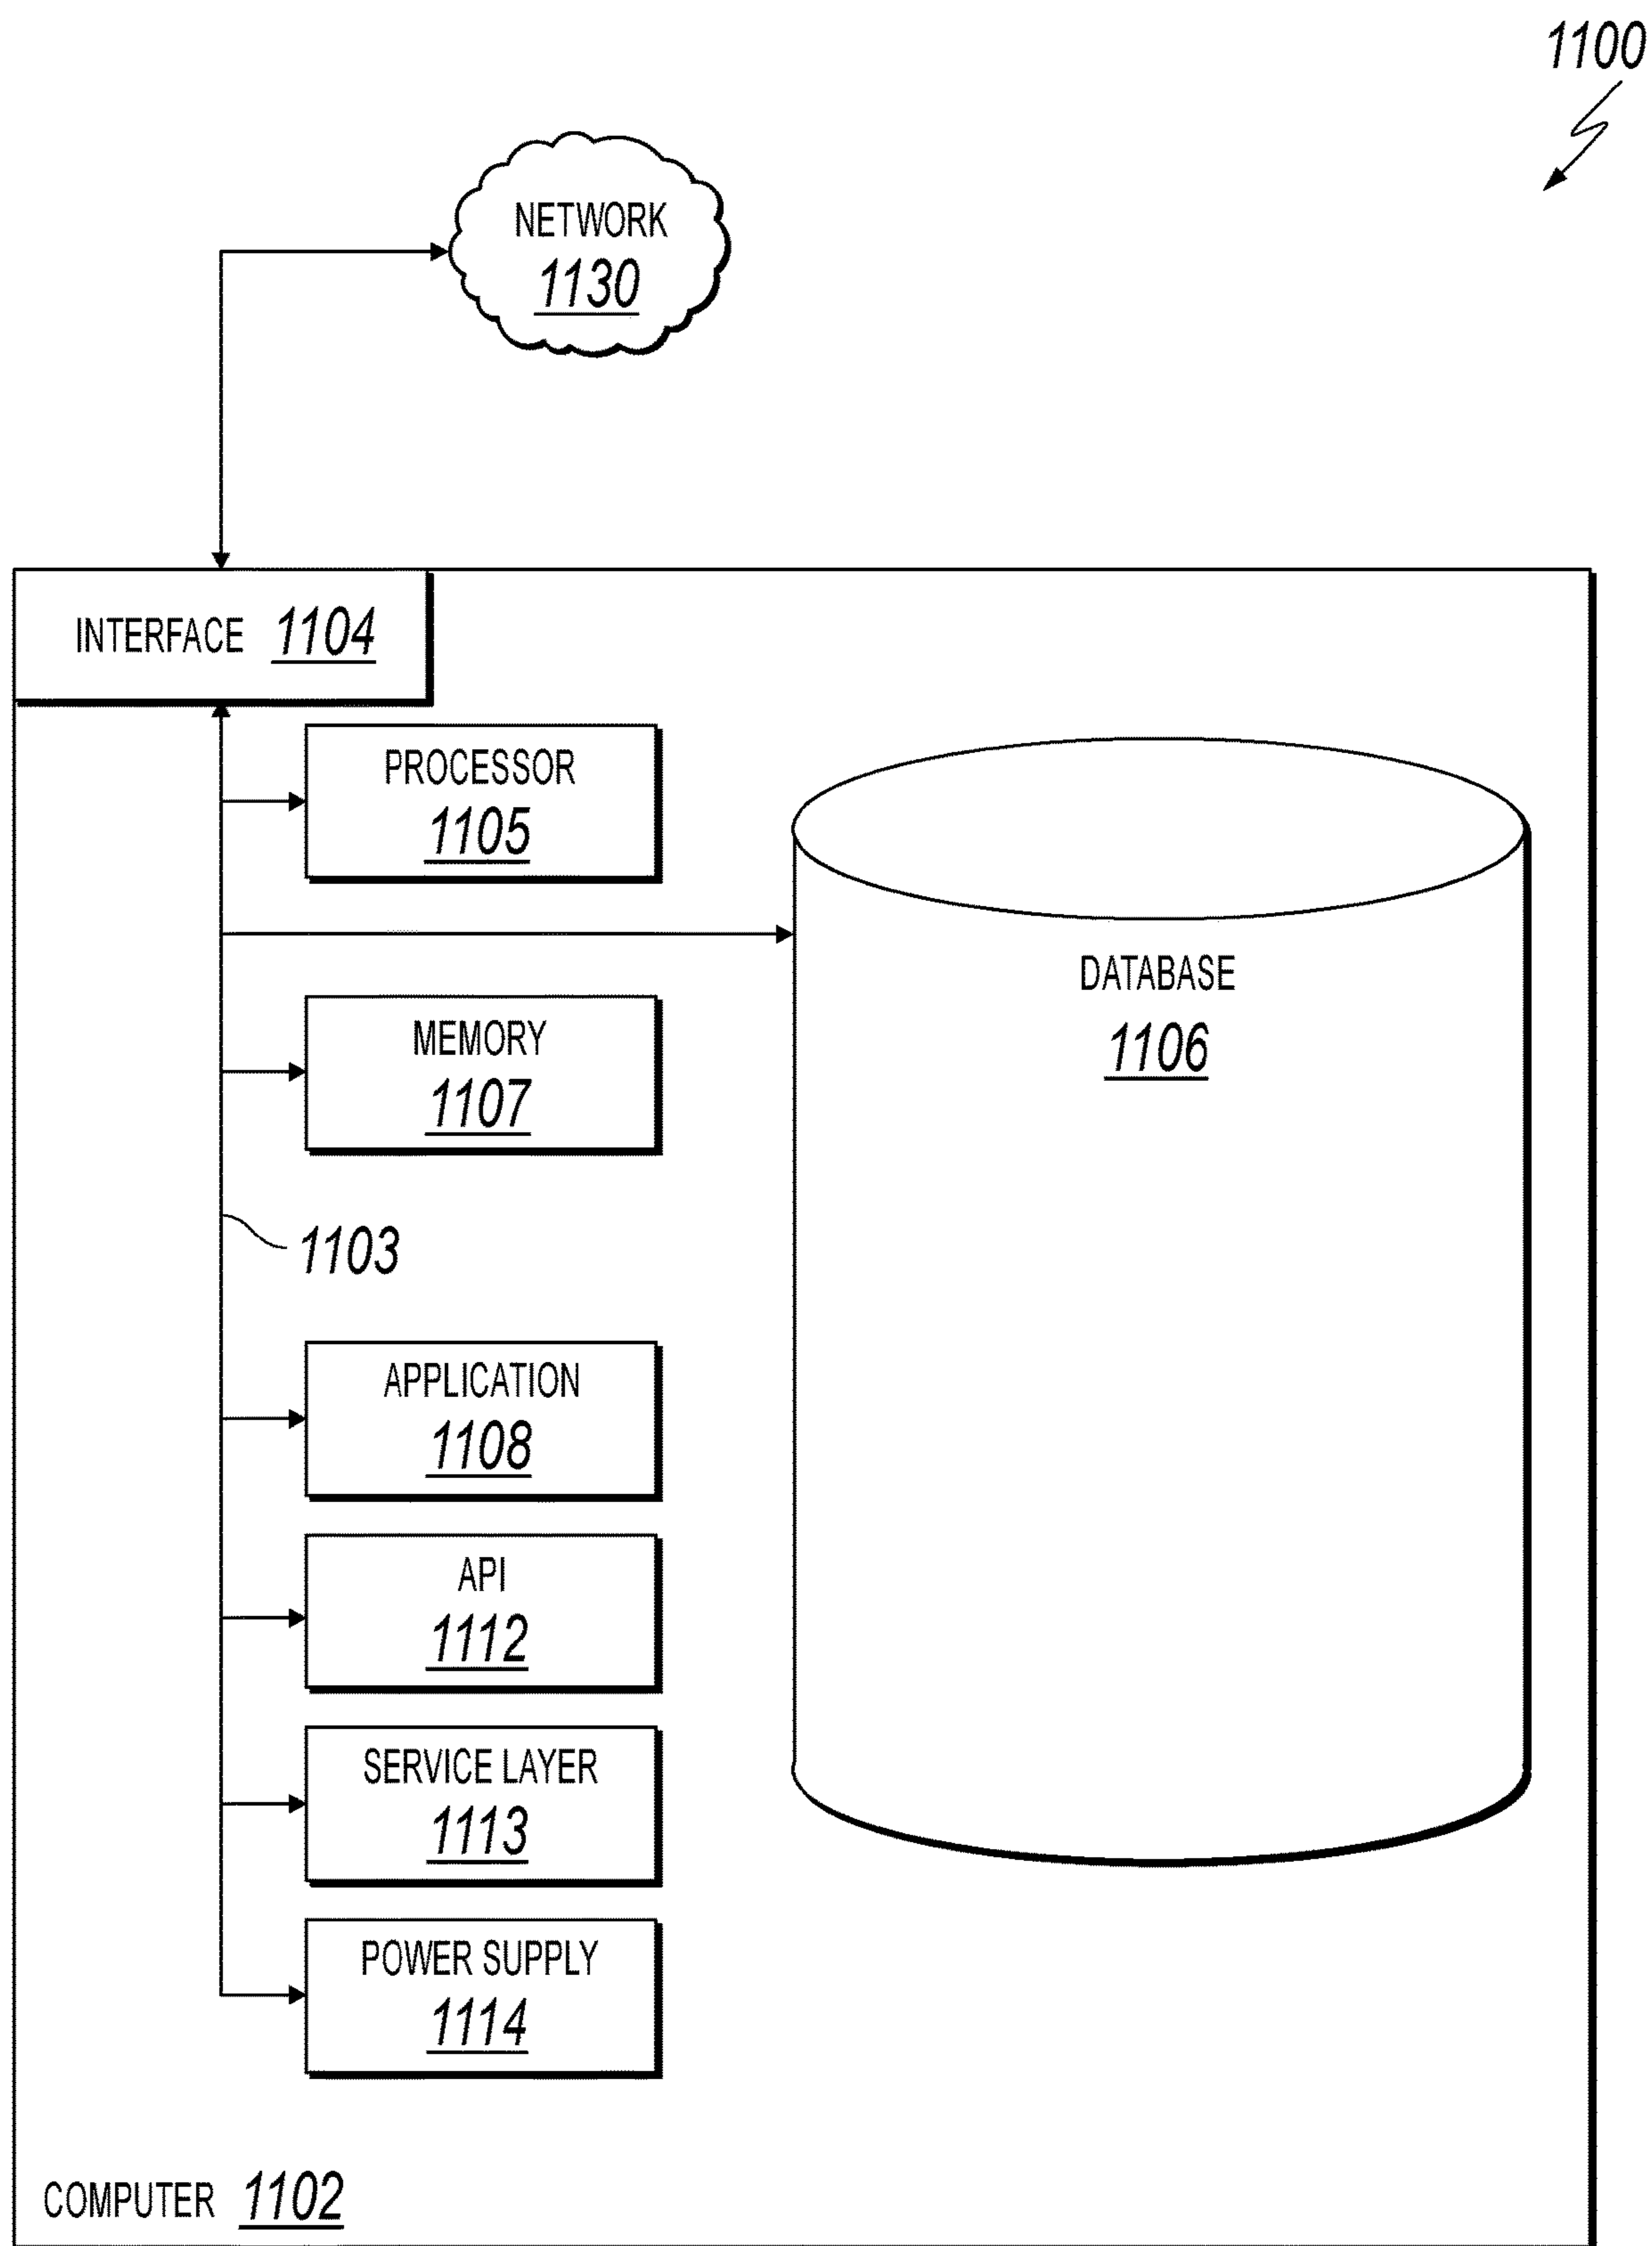 1100
NETWORK
1130
INTERFACE 1104
PROCESSOR
1105
DATABASE
1106
MEMORY
1107
1103
APPLICATION
1108
API
1112
SERVICE LAYER
1113
POWER SUPPLY
1114
COMPUTER 1102